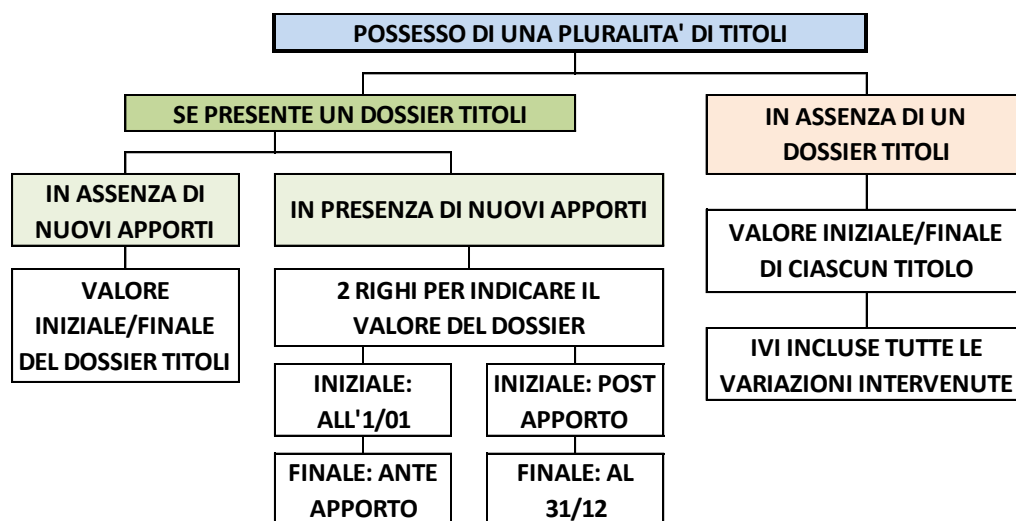 POSSESSO DI UNA PLURALITA' DI TITOLI
SE PRESENTE UN DOSSIER TITOLI
IN ASSENZA DI UN
DOSSIER TITOLI
IN ASSENZA DI
NUOVI APPORTI
IN PRESENZA DI NUOVI APPORTI
VALORE INIZIALE/FINALE
DI CIASCUN TITOLO
VALORE
INIZIALE/FINALE
DEL DOSSIER TITOLI
2 RIGHI PER INDICARE IL
VALORE DEL DOSSIER
IVI INCLUSE TUTTE LE
VARIAZIONI INTERVENUTE
INIZIALE:
ALL'1/01
INIZIALE: POST
APPORTO
FINALE: ANTE
APPORTO
FINALE: AL
31/12